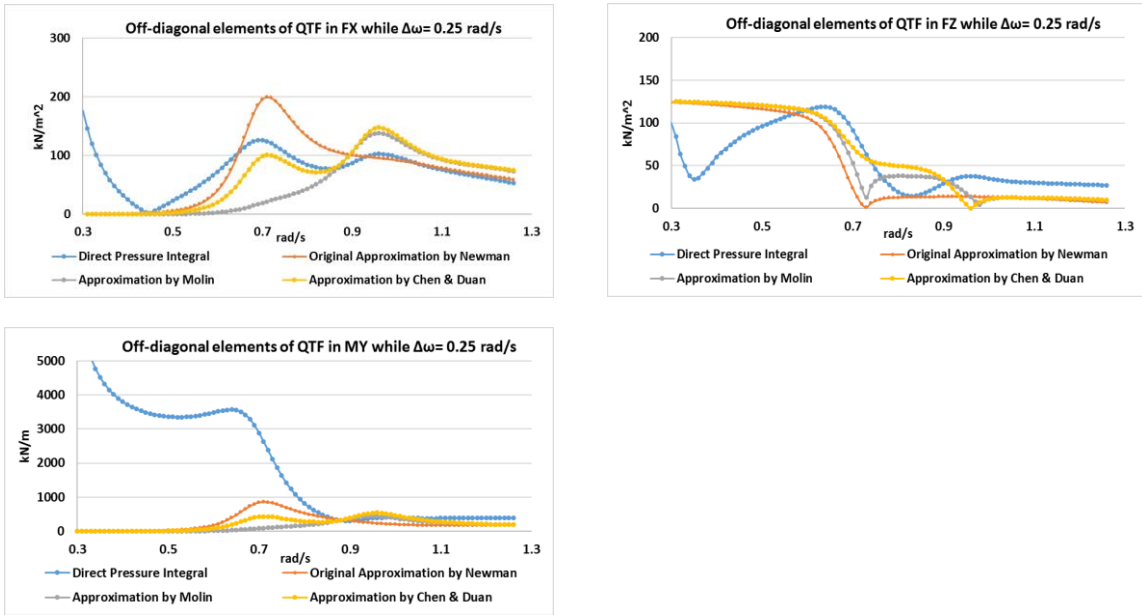 Off-diagonal elements of QTF in FX while Δω= 0.25 rad/s
300
200
100
0
kN/m^2
0.3 0.5 0.7 0.9 1.1 1.3
rad/s
Direct Pressure Integral Original Approximation by Newman
Approximation by Molin Approximation by Chen & Duan
Off-diagonal elements of QTF in FZ while Δω= 0.25 rad/s
200
150
100
50
0
kN/m^2
0.3 0.5 0.7 0.9 1.1 1.3
rad/s
Direct Pressure Integral Original Approximation by Newman
Approximation by Molin Approximation by Chen & Duan
Off-diagonal elements of QTF in MY while Δω= 0.25 rad/s
5000
4000
3000
2000
1000
0
kN/m
0.3 0.5 0.7 0.9 1.1 1.3
rad/s
Direct Pressure Integral Original Approximation by Newman
Approximation by Molin Approximation by Chen & Duan